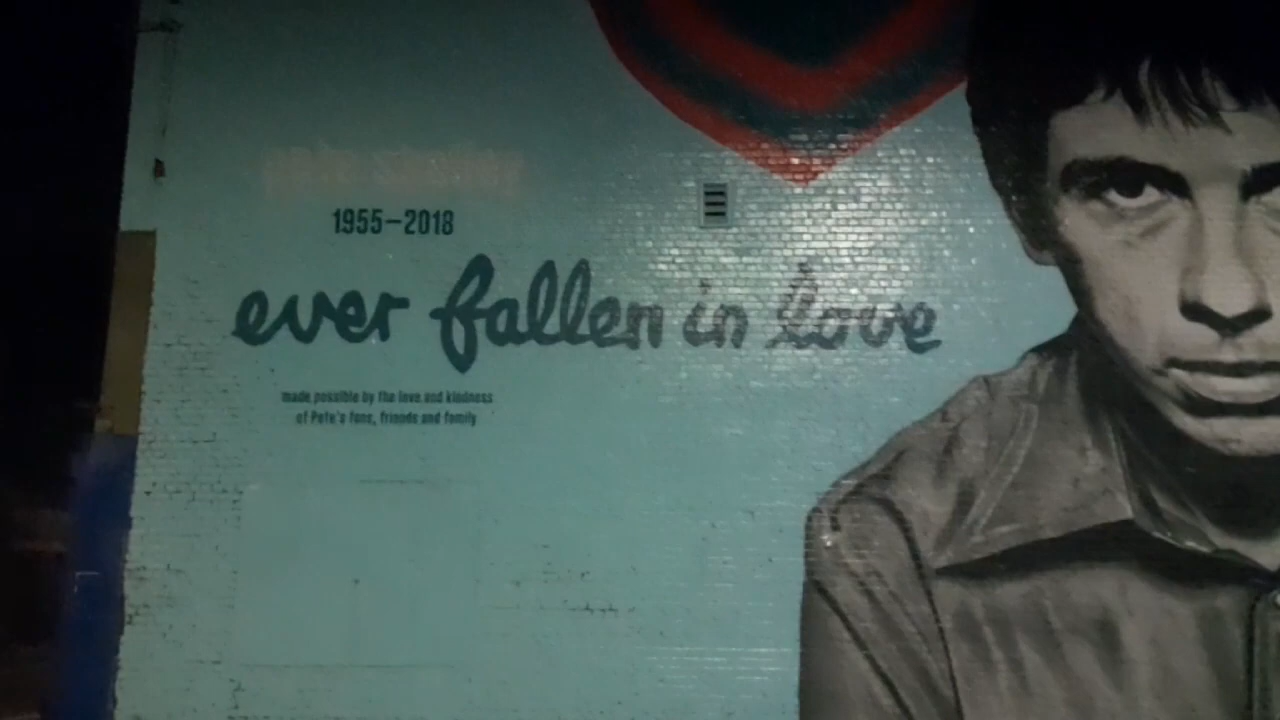 1955–2018
ever fallen in love
made possible by the love and kindness
of Pete's fans, friends and family